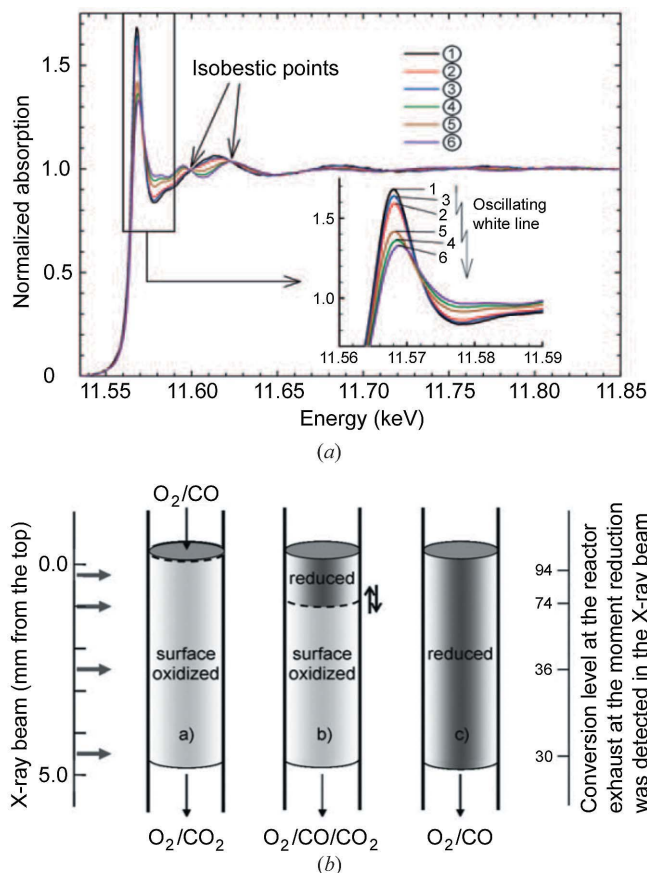 1.5
1.0
0.5
0
Normalized absorption
Isobestic points
①
②
③
④
⑤
⑥
1
3
2
5
4
6
Oscillating
white line
1.5
1.0
11.56
11.57
11.58
11.59
11.55
11.60
11.65
11.70
11.75
11.80
11.85
Energy (keV)
(a)
O2/CO
X-ray beam (mm from the top)
0.0
5.0
surface
oxidized
a)
reduced
surface
oxidized
b)
reduced
c)
94
74
36
30
Conversion level at the reactor
exhaust at the moment reduction
was detected in the X-ray beam
O2/CO2
O2/CO/CO2
O2/CO
(b)